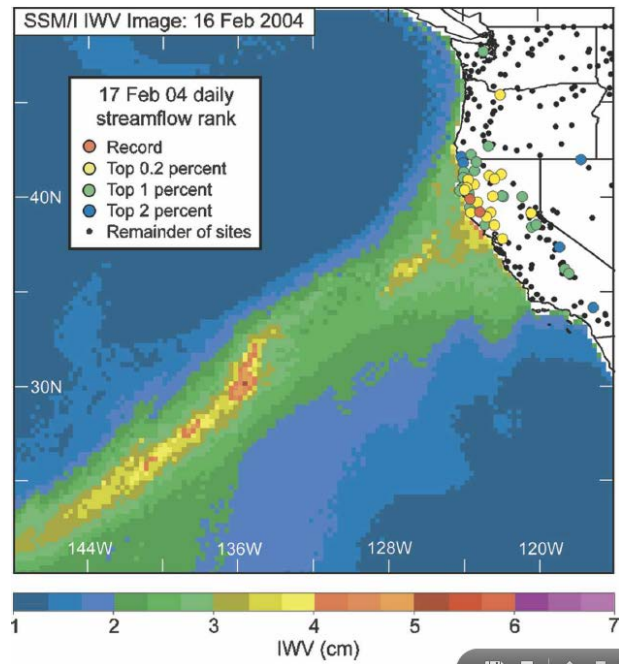 SSM/I IWV Image: 16 Feb 2004
17 Feb 04 daily
streamflow rank
Record
Top 0.2 percent
Top 1 percent
Top 2 percent
Remainder of sites
40N
30N
144W 136W 128W 120W
1 2 3 4 5 6 7
IWV (cm)